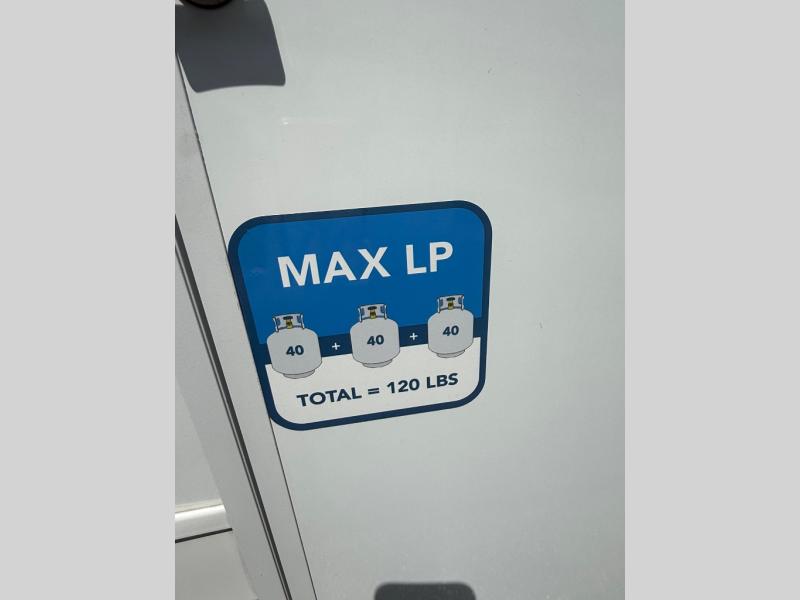 MAX LP
40 + 40 + 40
TOTAL = 120 LBS